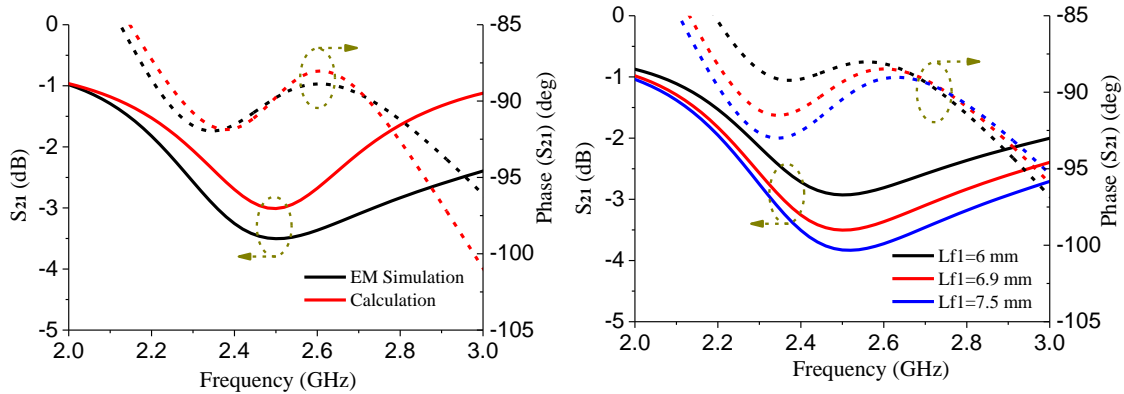 0
-1
-2
-3
-4
-5
S21 (dB)
-85
-90
-95
-100
-105
Phase (S21) (deg)
EM Simulation
Calculation
2.0 2.2 2.4 2.6 2.8 3.0
Frequency (GHz)
0
-1
-2
-3
-4
-5
S21 (dB)
-85
-90
-95
-100
-105
Phase (S21) (deg)
Lf1=6 mm
Lf1=6.9 mm
Lf1=7.5 mm
2.0 2.2 2.4 2.6 2.8 3.0
Frequency (GHz)